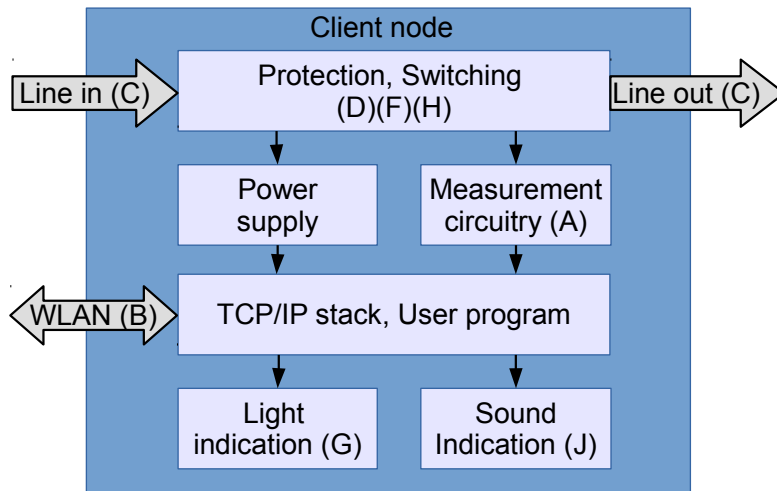 Client node
Line in (C)
Protection, Switching
(D)(F)(H)
Line out (C)
Power
supply
Measurement
circuitry (A)
WLAN (B)
TCP/IP stack, User program
Light
indication (G)
Sound
Indication (J)